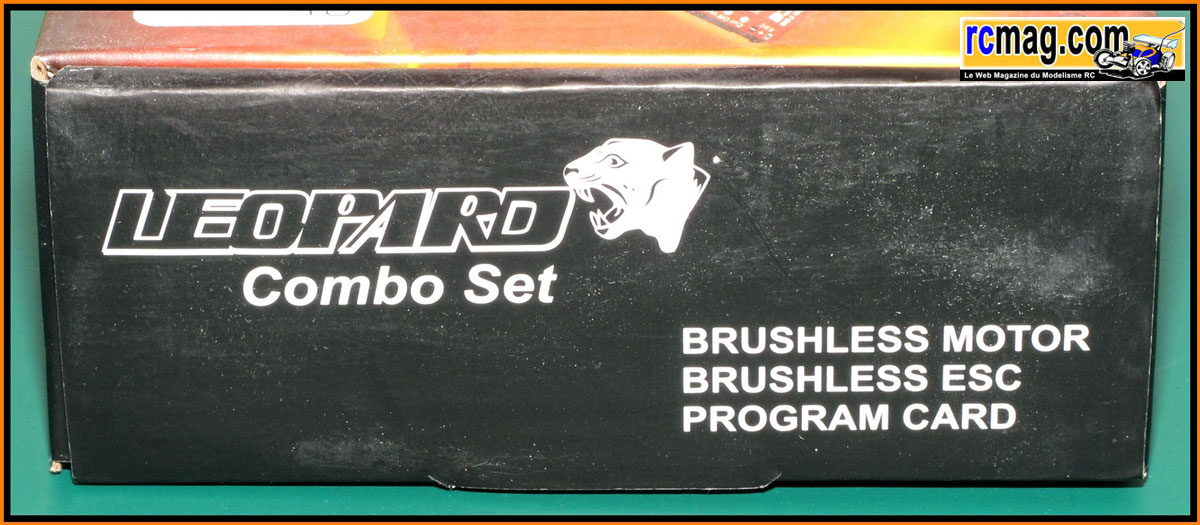 rcmag.com
Le Web Magazine du Modelisme RC
LEOPARD
Combo Set
BRUSHLESS MOTOR
BRUSHLESS ESC
PROGRAM CARD